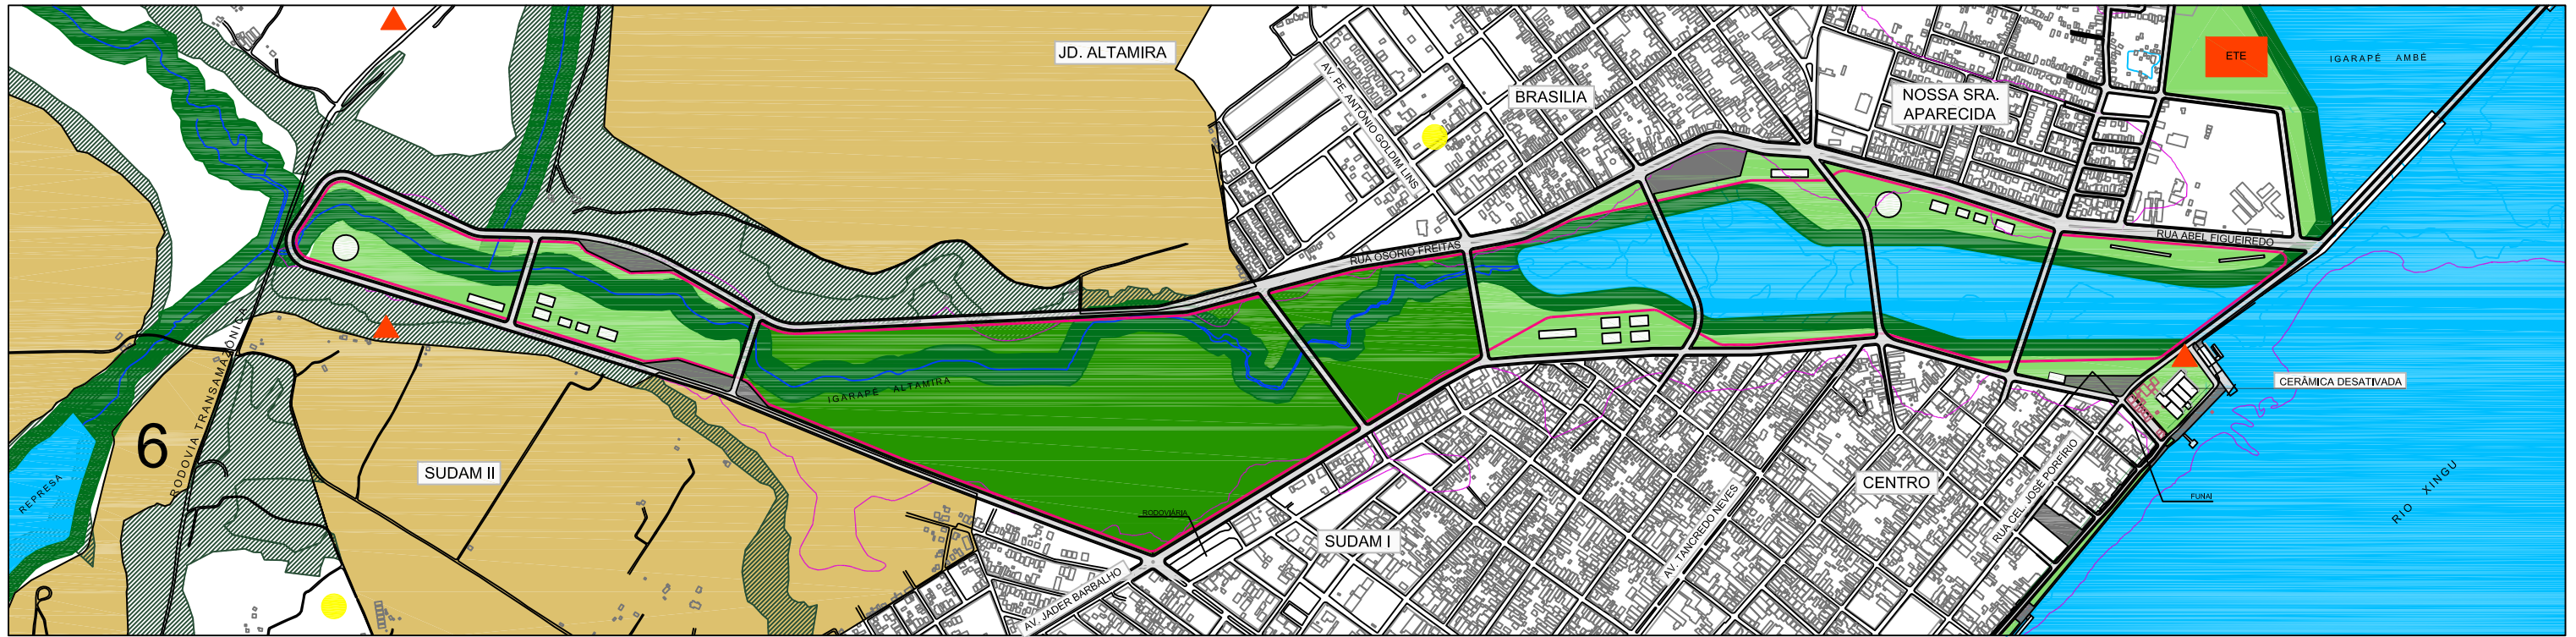 JD. ALTAMIRA
AV. PE. ANTÔNIO GOLDIM LINS
BRASILIA
NOSSA SRA.
APARECIDA
ETE
IGARAPÉ AMBÉ
RUA OSORIO FREITAS
RUA ABEL FIGUEIREDO
RODOVIA TRANSAMAZÔNICA
IGARAPÉ ALTAMIRA
CERÂMICA DESATIVADA
6
SUDAM II
REPRESA
CENTRO
RUA CEL. JOSÉ PORFÍRIO
FUNAI
RIO XINGU
RODOVIÁRIA
SUDAM I
AV. TANCREDO NEVES
AV. JADER BARBALHO